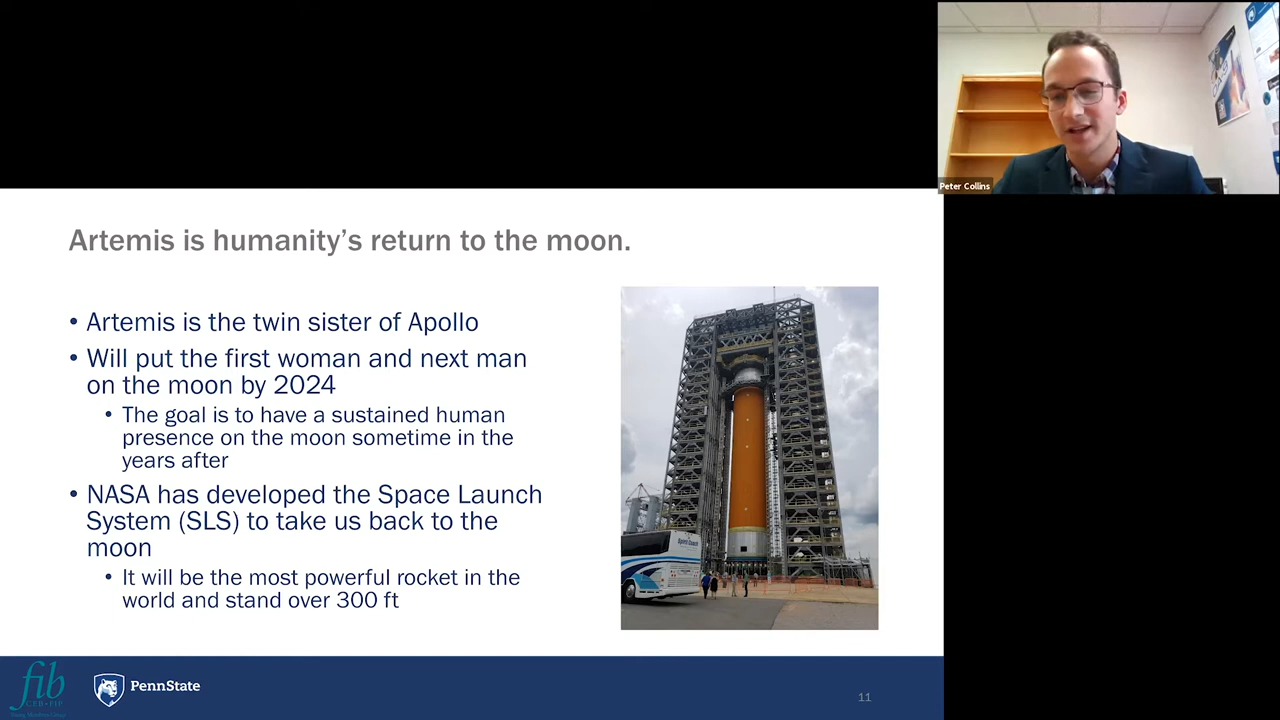 Peter Collins
Artemis is humanity's return to the moon.
• Artemis is the twin sister of Apollo
• Will put the first woman and next man
on the moon by 2024
• The goal is to have a sustained human
presence on the moon sometime in the
years after
• NASA has developed the Space Launch
System (SLS) to take us back to the
moon
• It will be the most powerful rocket in the
world and stand over 300 ft
fib
CEB-FIP
PennState
11